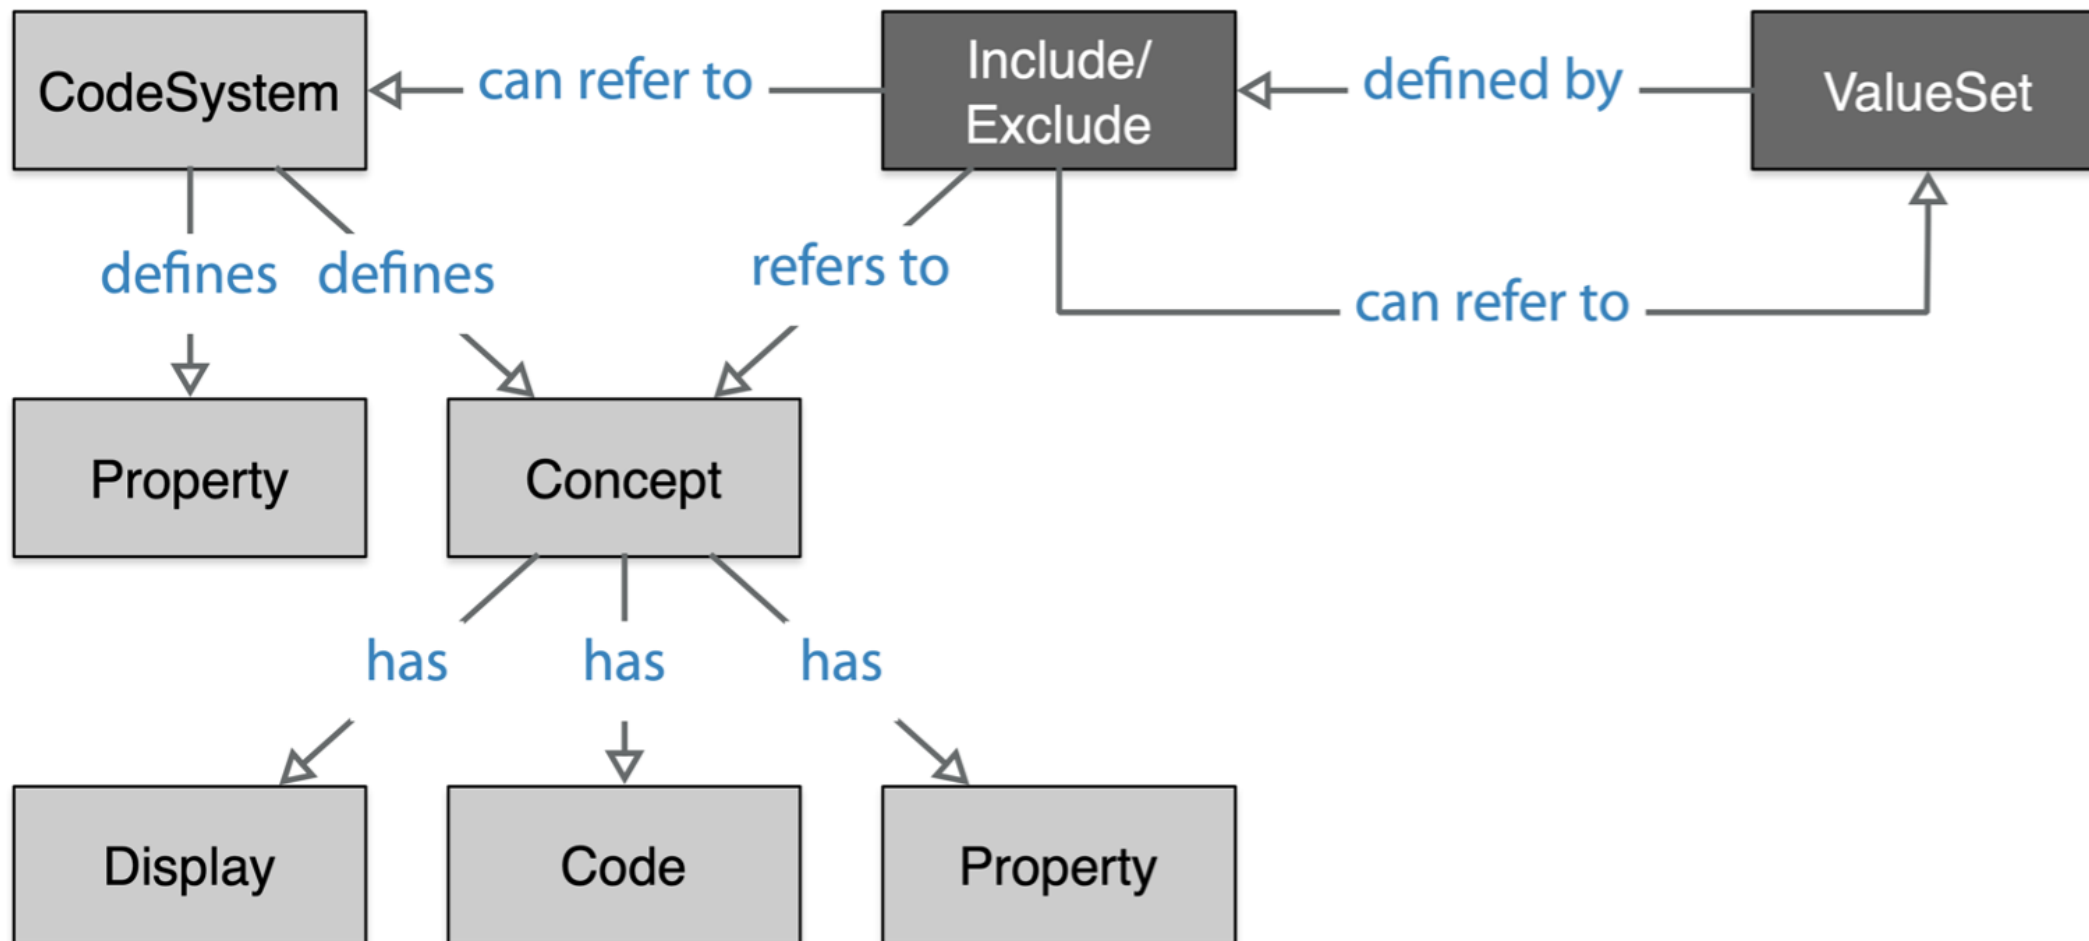 CodeSystem
can refer to
Include/
Exclude
defined by
ValueSet
defines
defines
refers to
can refer to
Property
Concept
has
has
has
Display
Code
Property